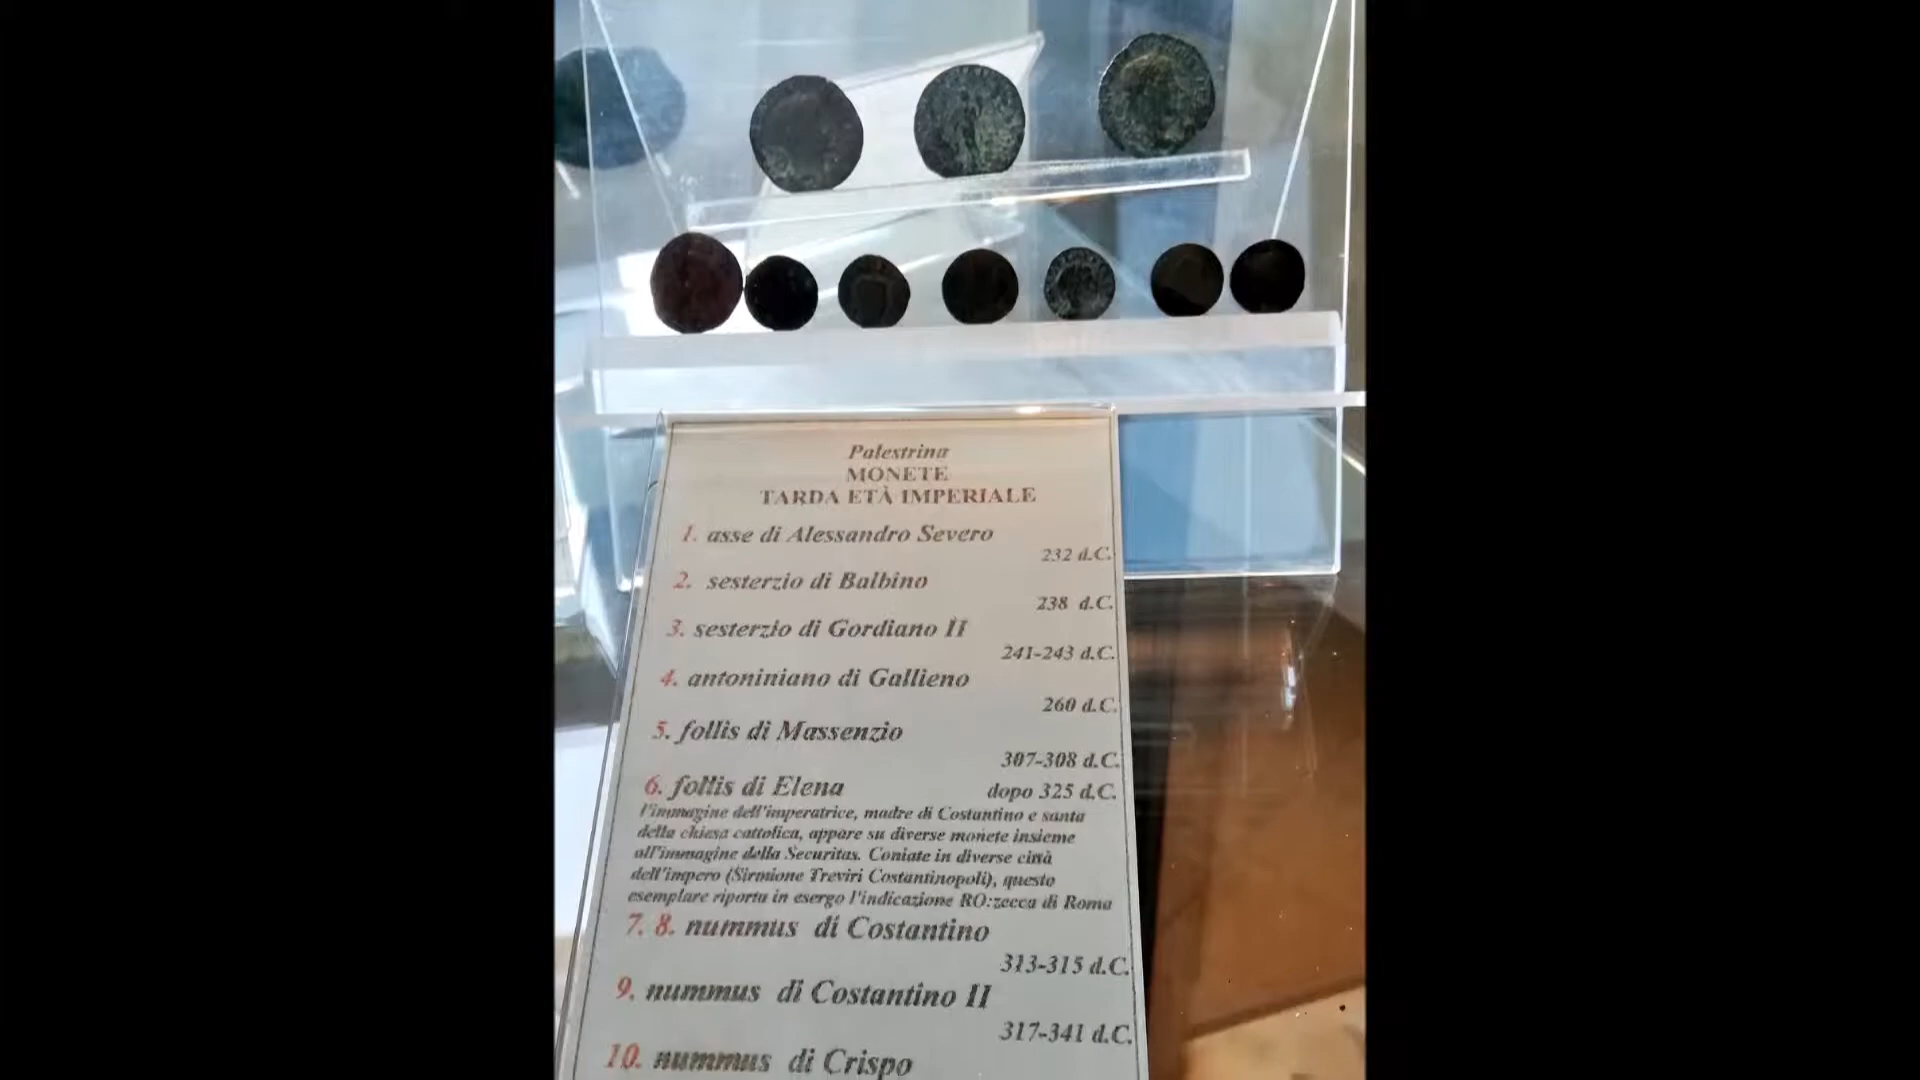 Palestrina
MONETE
TARDA ETÀ IMPERIALE
1. asse di Alessandro Severo
232 d.C.
2. sesterzio di Balbino
238 d.C.
3. sesterzio di Gordiano II
241-243 d.C.
4. antoniniano di Gallieno
260 d.C.
5. follis di Massenzio
307-308 d.C.
6. follis di Elena dopo 325 d.C.
l'immagine dell'imperatrice, madre di Costantino e santa
della chiesa cattolica, appare su diverse monete insieme
all'immagine della Securitas. Coniate in diverse città
dell'impero (Sirmione Treviri Costantinopoli), questo
esemplare riporta in esergo l'indicazione RO:zecca di Roma
7. 8. nummus di Costantino
313-315 d.C.
9. nummus di Costantino II
317-341 d.C.
10. nummus di Crispo